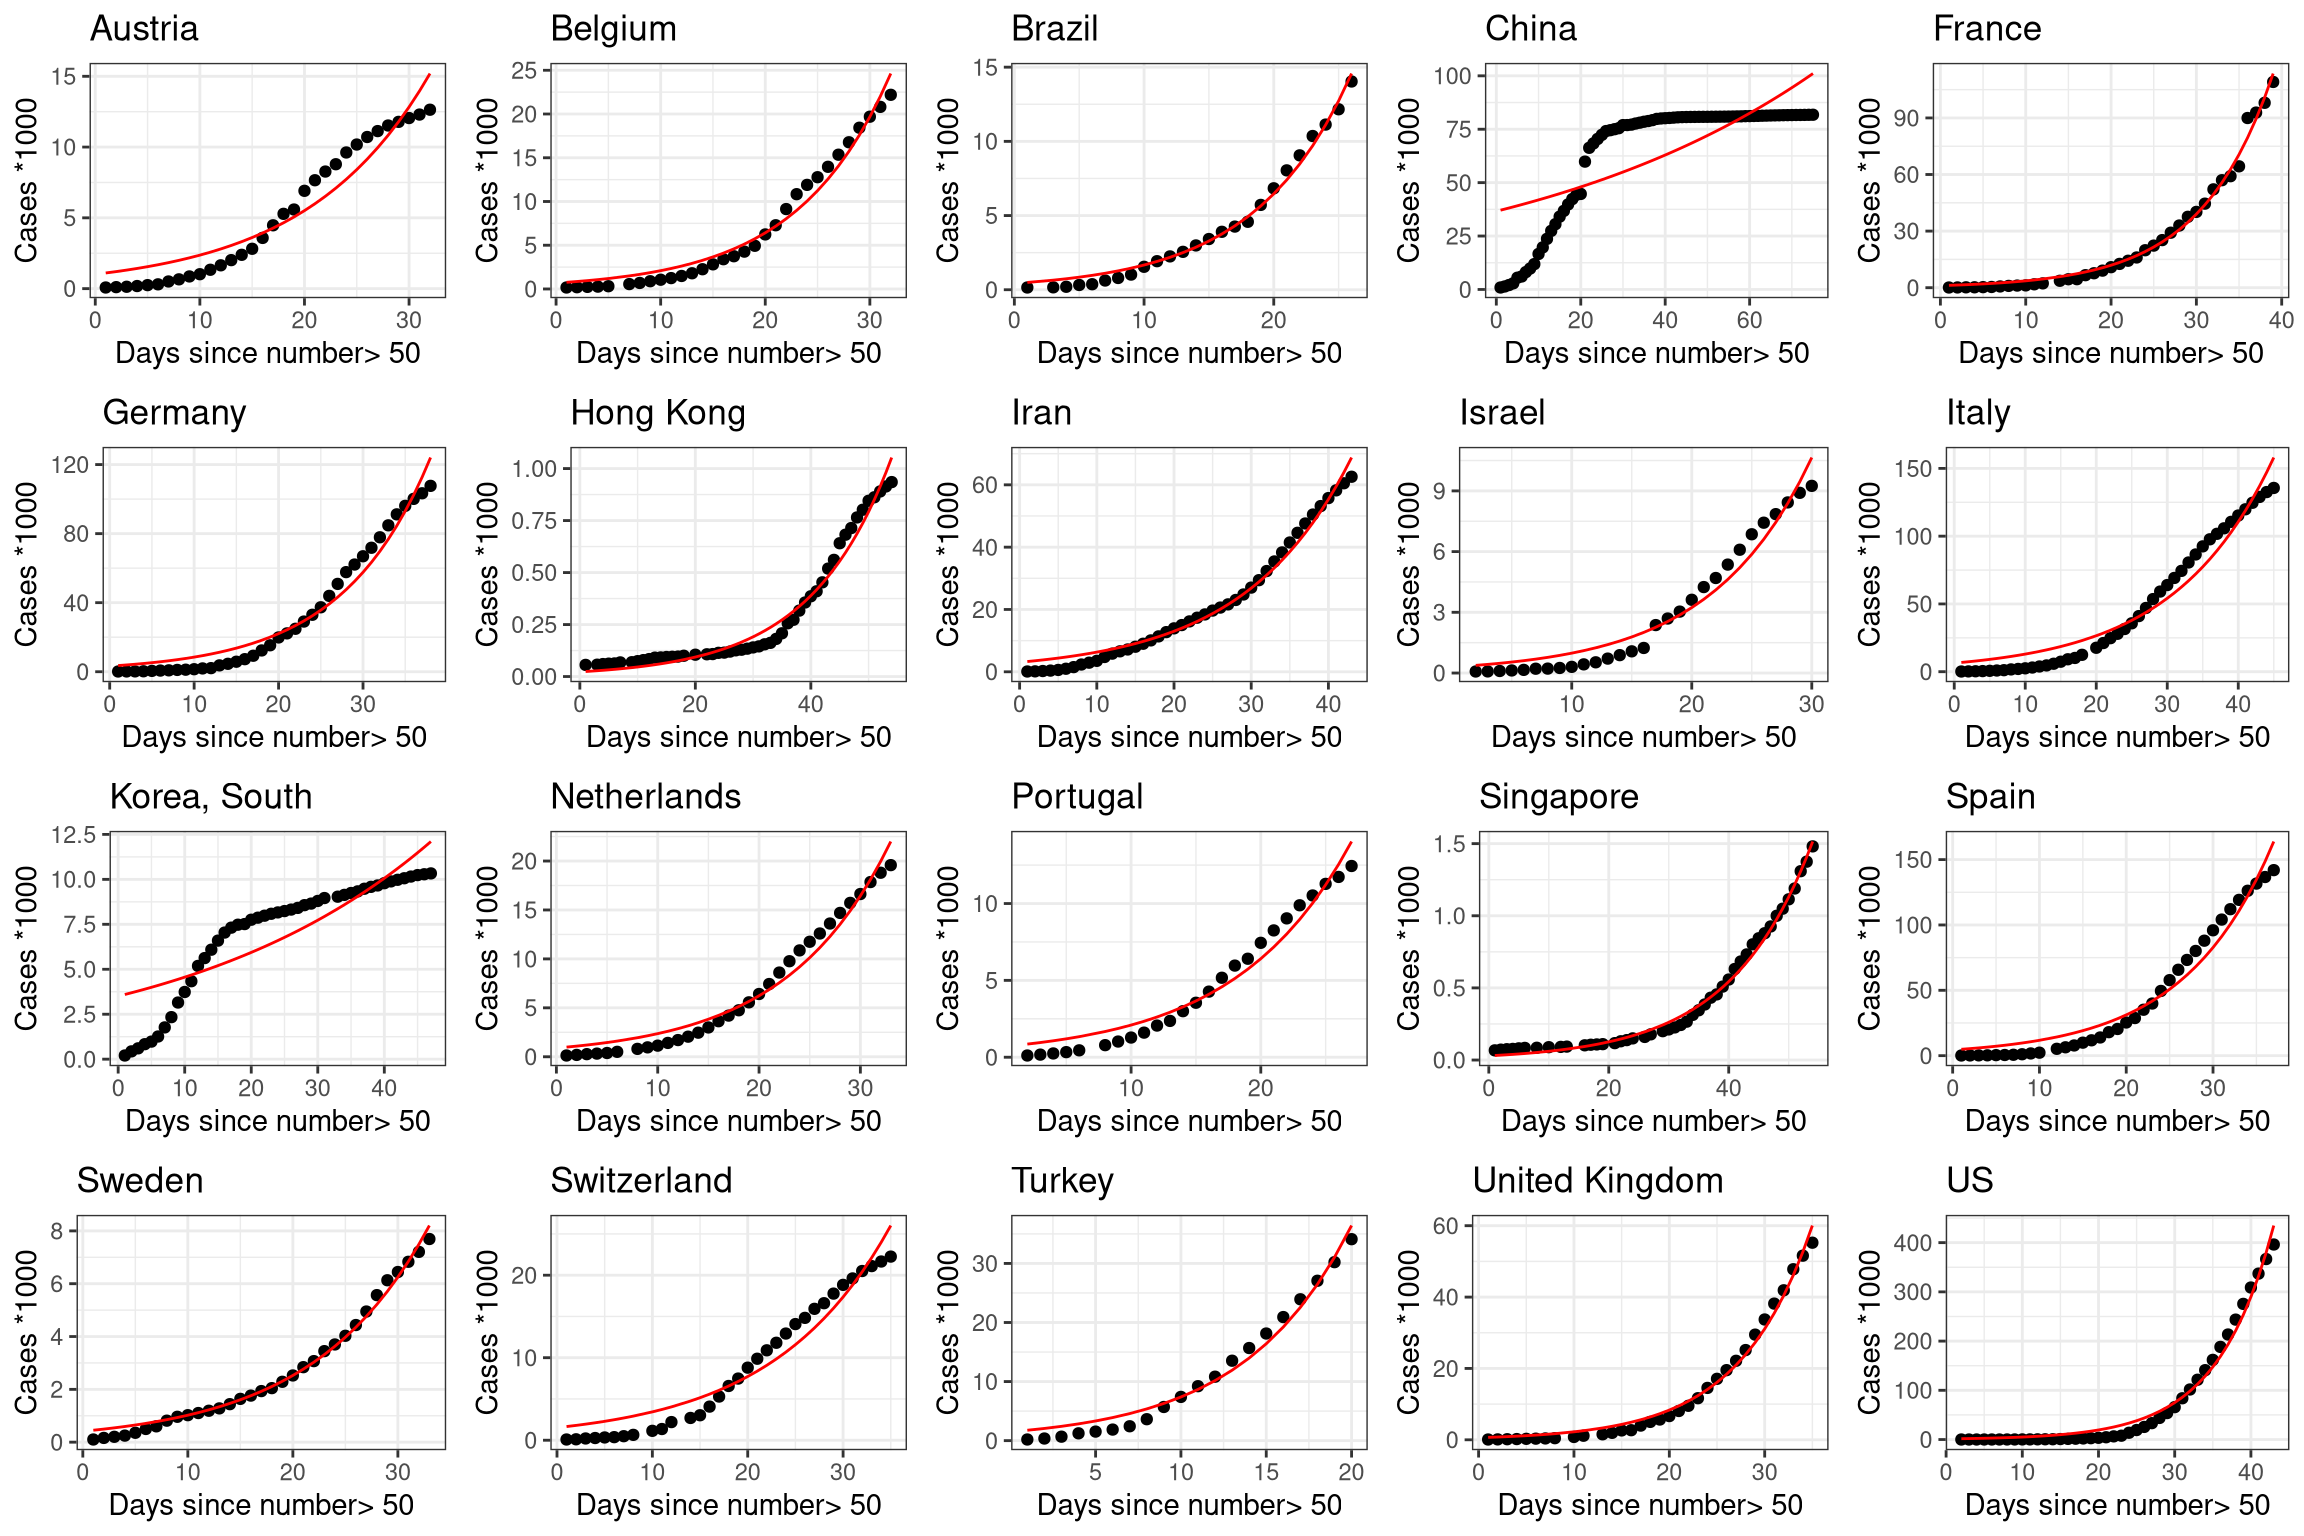 Austria
Belgium
Brazil
China
France
15
10
5
0
0 10 20 30
Cases *1000
Days since number> 50
25
20
15
10
5
0
0 10 20 30
Cases *1000
Days since number> 50
15
10
5
0
0 10 20
Cases *1000
Days since number> 50
100
75
50
25
0
0 20 40 60
Cases *1000
Days since number> 50
90
60
30
0
0 10 20 30 40
Cases *1000
Days since number> 50
Germany
Hong Kong
Iran
Israel
Italy
120
80
40
0
0 10 20 30
Cases *1000
Days since number> 50
1.00
0.75
0.50
0.25
0.00
0 20 40
Cases *1000
Days since number> 50
60
40
20
0
0 10 20 30 40
Cases *1000
Days since number> 50
9
6
3
0
10 20 30
Cases *1000
Days since number> 50
150
100
50
0
0 10 20 30 40
Cases *1000
Days since number> 50
Korea, South
Netherlands
Portugal
Singapore
Spain
12.5
10.0
7.5
5.0
2.5
0.0
0 10 20 30 40
Cases *1000
Days since number> 50
20
15
10
5
0
0 10 20 30
Cases *1000
Days since number> 50
10
5
0
10 20
Cases *1000
Days since number> 50
1.5
1.0
0.5
0.0
0 20 40
Cases *1000
Days since number> 50
150
100
50
0
0 10 20 30
Cases *1000
Days since number> 50
Sweden
Switzerland
Turkey
United Kingdom
US
8
6
4
2
0
0 10 20 30
Cases *1000
Days since number> 50
20
10
0
0 10 20 30
Cases *1000
Days since number> 50
30
20
10
0
5 10 15 20
Cases *1000
Days since number> 50
60
40
20
0
0 10 20 30
Cases *1000
Days since number> 50
400
300
200
100
0
0 10 20 30 40
Cases *1000
Days since number> 50